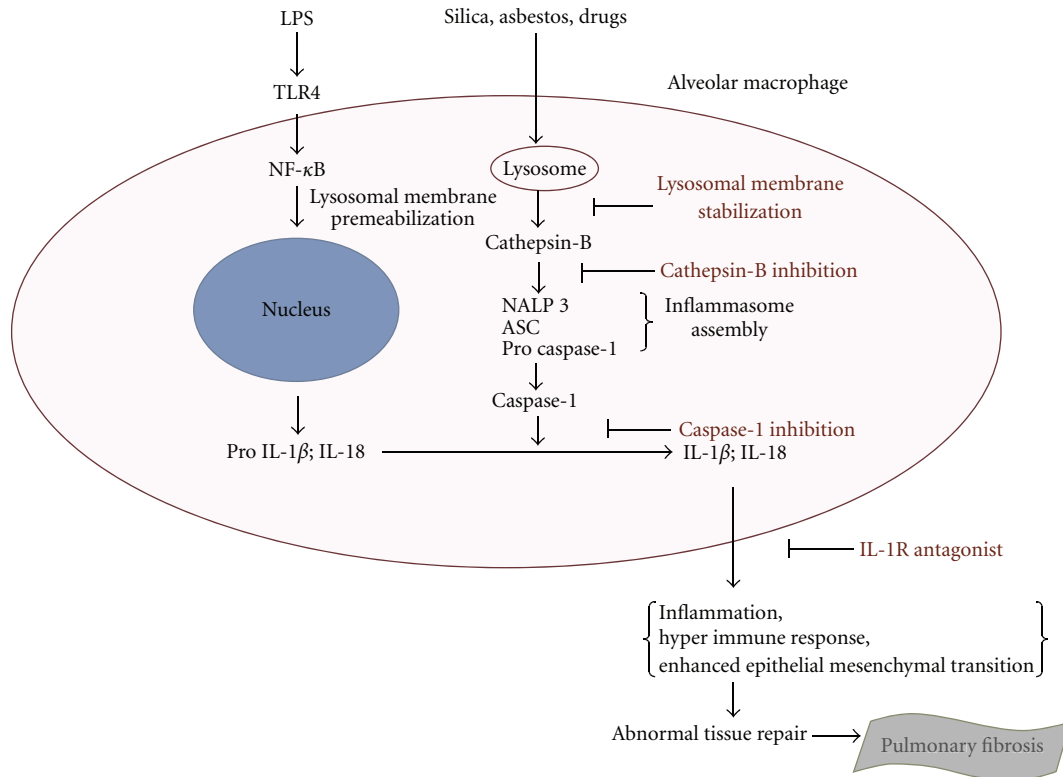 LPS
Silica, asbestos, drugs
Alveolar macrophage
TLR4
NF-κB
Lysosome
Lysosomal membrane
premeabilization
Lysosomal membrane
stabilization
Cathepsin-B
Cathepsin-B inhibition
Nucleus
NALP 3
ASC
Pro caspase-1
Inflammasome
assembly
Caspase-1
Caspase-1 inhibition
Pro IL-1β; IL-18
IL-1β; IL-18
IL-1R antagonist
Inflammation,
hyper immune response,
enhanced epithelial mesenchymal transition
Abnormal tissue repair
Pulmonary fibrosis